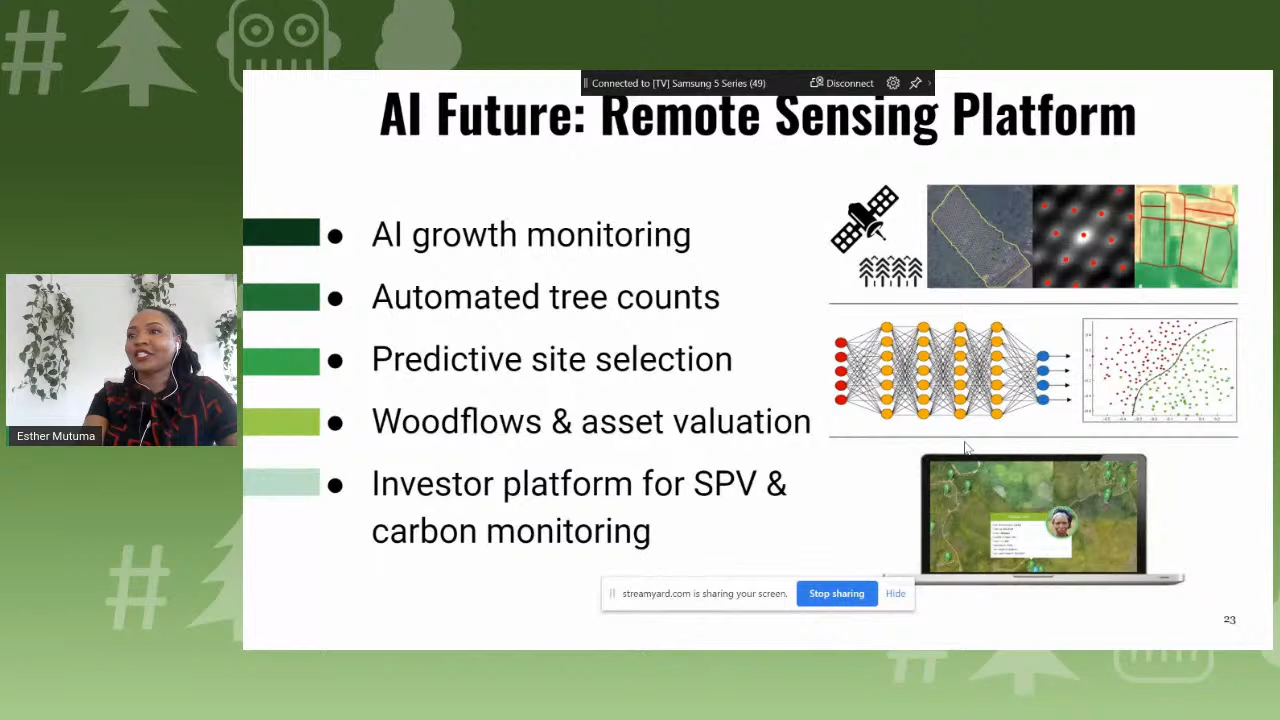 Connected to [TV] Samsung 5 Series (49)
Disconnect
AI Future: Remote Sensing Platform
● AI growth monitoring
● Automated tree counts
● Predictive site selection
● Woodflows & asset valuation
● Investor platform for SPV &
carbon monitoring
Esther Mutuma
streamyard.com is sharing your screen.
Stop sharing
Hide
23